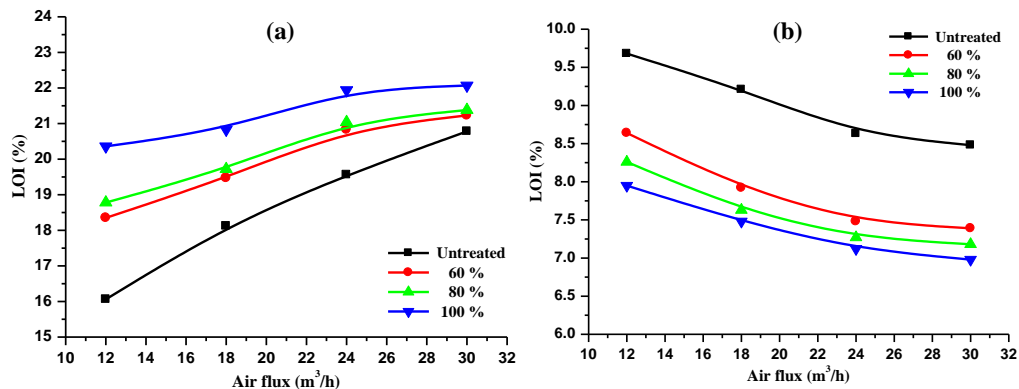 (a)
LOI (%)
24
23
22
21
20
19
18
17
16
15
Untreated
60 %
80 %
100 %
10 12 14 16 18 20 22 24 26 28 30 32
Air flux (m³/h)
(b)
LOI (%)
10.0
9.5
9.0
8.5
8.0
7.5
7.0
6.5
6.0
Untreated
60 %
80 %
100 %
10 12 14 16 18 20 22 24 26 28 30 32
Air flux (m³/h)